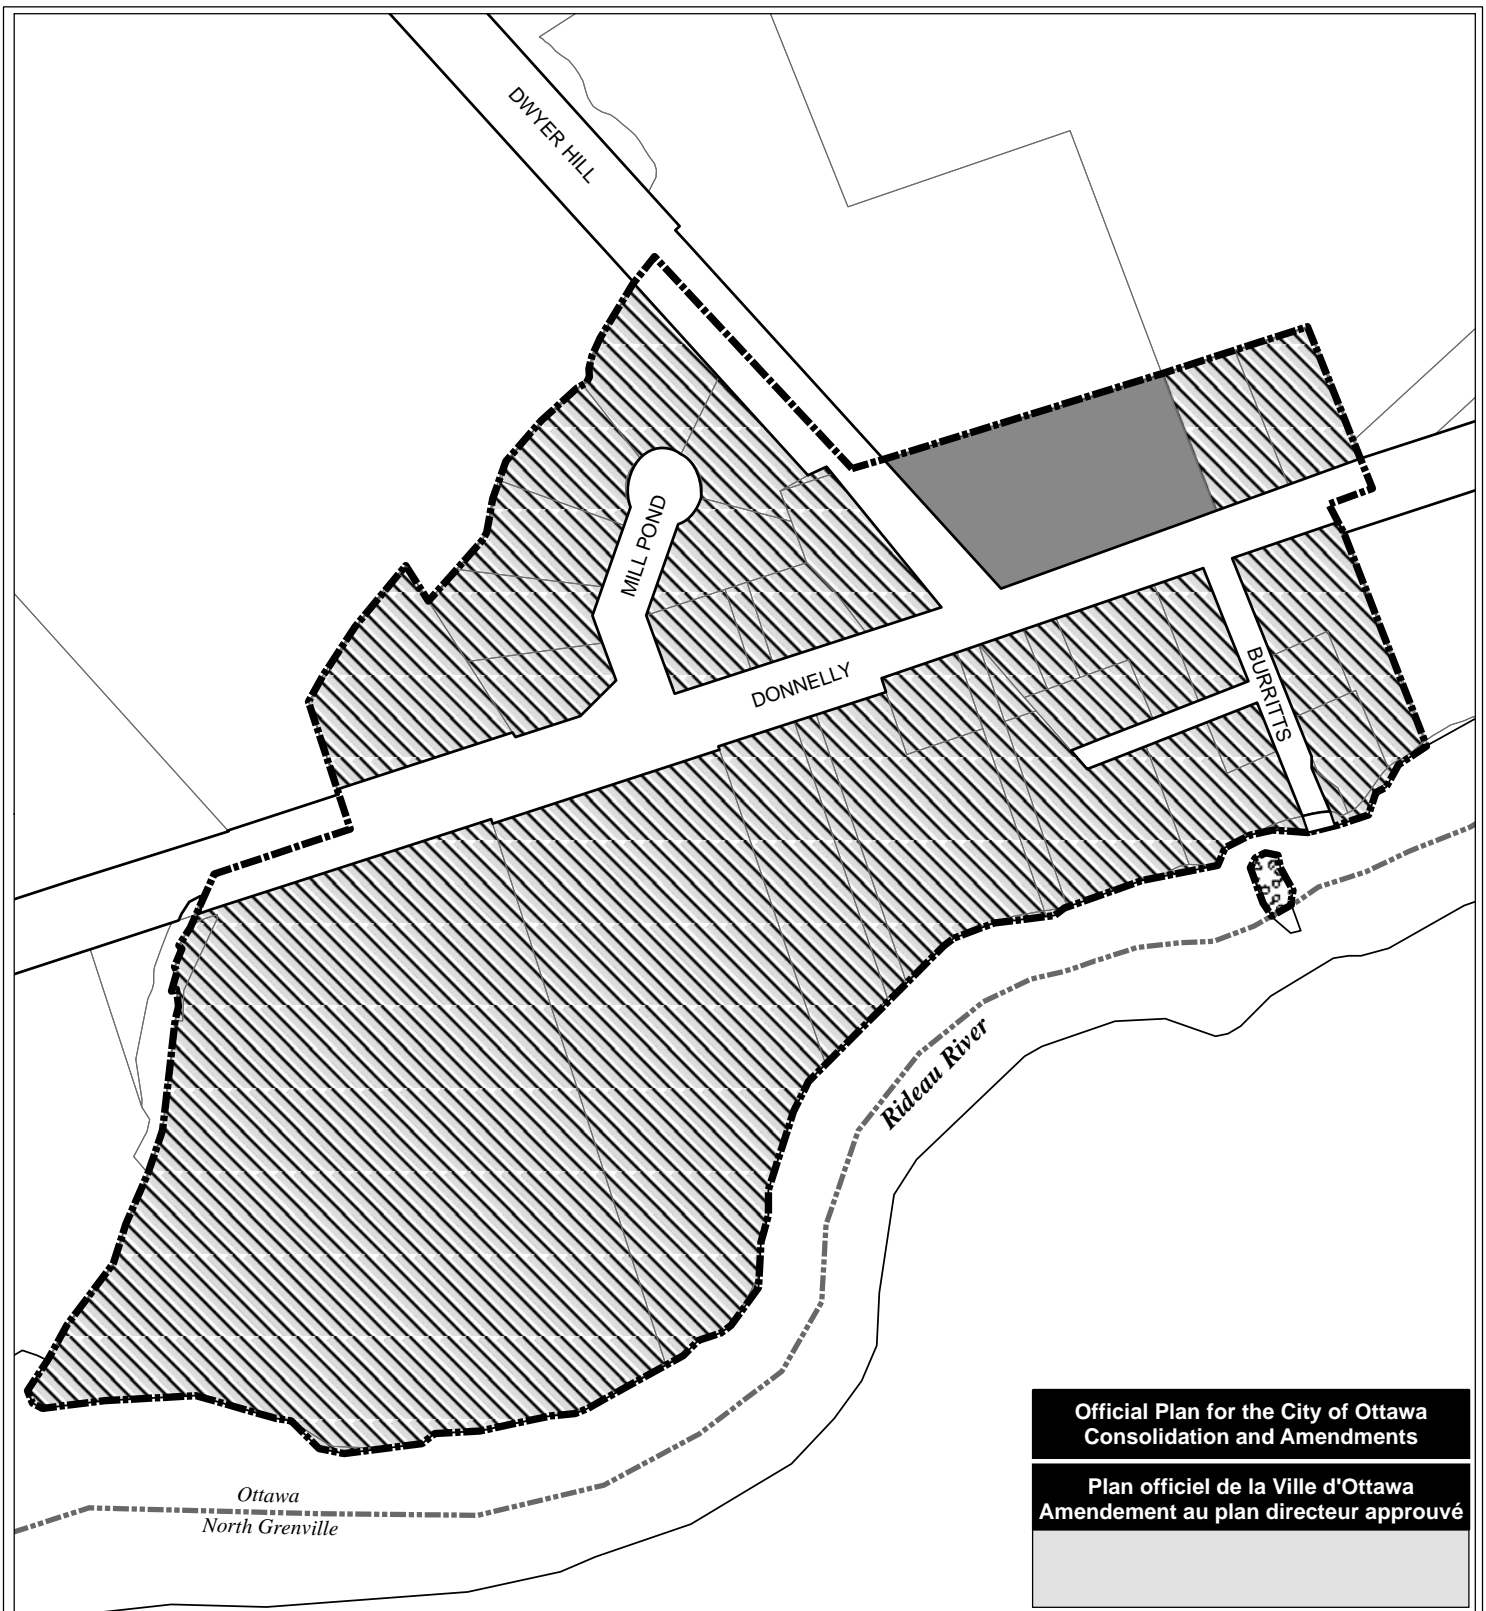 DWYER HILL
MILL POND
DONNELLY
BURRITTS
Rideau River
Ottawa
North Grenville
Official Plan for the City of Ottawa
Consolidation and Amendments
Plan officiel de la Ville d'Ottawa
Amendement au plan directeur approuvé